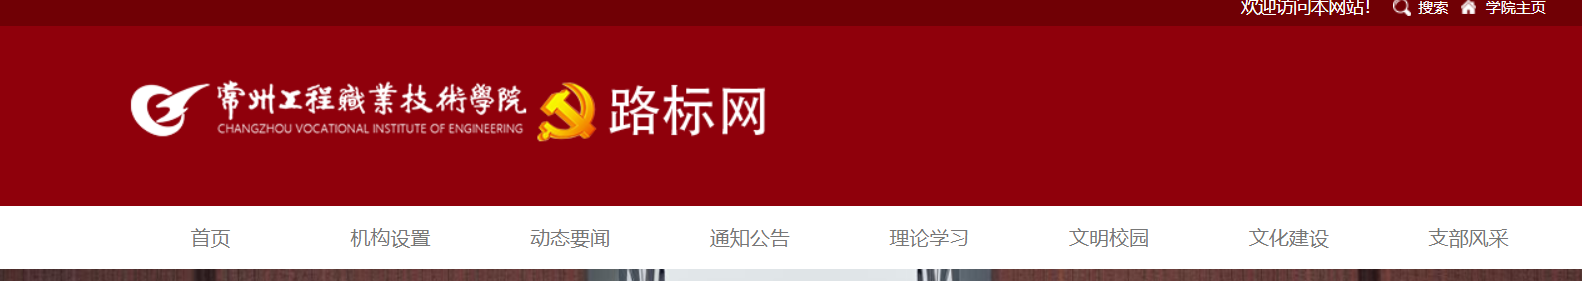 欢迎访问本网站! 搜索 学院主页
常州工程職業技術學院 路标网
CHANGZHOU VOCATIONAL INSTITUTE OF ENGINEERING
首页 机构设置 动态要闻 通知公告 理论学习 文明校园 文化建设 支部风采